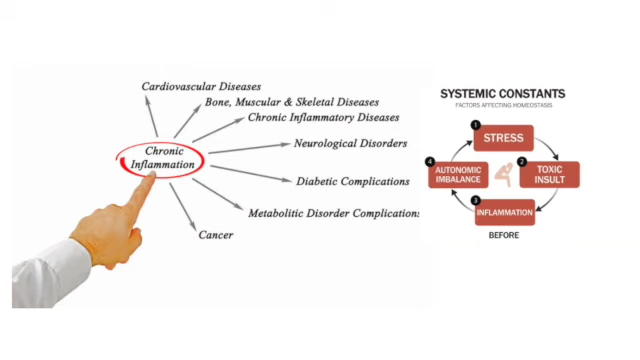 Cardiovascular Diseases
Bone, Muscular & Skeletal Diseases
Chronic Inflammatory Diseases
Chronic
Inflammation
Neurological Disorders
Diabetic Complications
Metabolitic Disorder Complications
Cancer
SYSTEMIC CONSTANTS
FACTORS AFFECTING HOMEOSTASIS
1
STRESS
2
TOXIC
INSULT
3
INFLAMMATION
4
AUTONOMIC
IMBALANCE
BEFORE